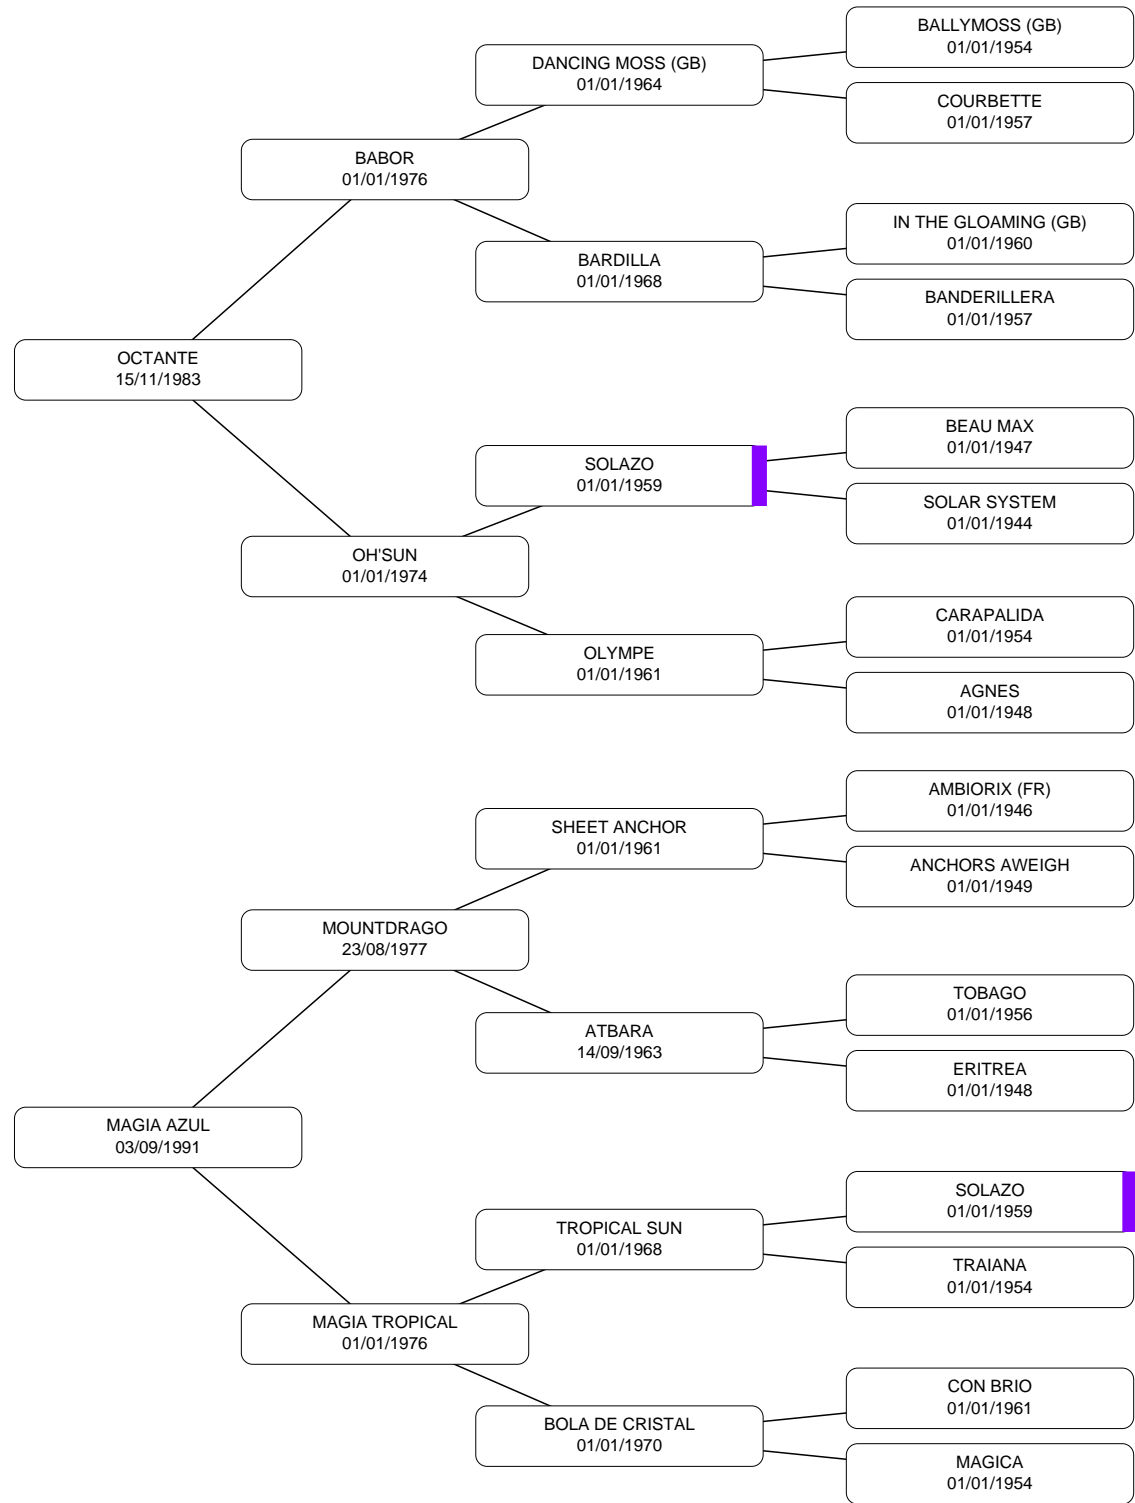 BALLYMOSS (GB)
01/01/1954
DANCING MOSS (GB)
01/01/1964
COURBETTE
01/01/1957
BABOR
01/01/1976
IN THE GLOAMING (GB)
01/01/1960
BARDILLA
01/01/1968
BANDERILLERA
01/01/1957
OCTANTE
15/11/1983
BEAU MAX
01/01/1947
SOLAZO
01/01/1959
SOLAR SYSTEM
01/01/1944
OH'SUN
01/01/1974
CARAPALIDA
01/01/1954
OLYMPE
01/01/1961
AGNES
01/01/1948
AMBIORIX (FR)
01/01/1946
SHEET ANCHOR
01/01/1961
ANCHORS AWEIGH
01/01/1949
MOUNTDRAGO
23/08/1977
TOBAGO
01/01/1956
ATBARA
14/09/1963
ERITREA
01/01/1948
MAGIA AZUL
03/09/1991
SOLAZO
01/01/1959
TROPICAL SUN
01/01/1968
TRAIANA
01/01/1954
MAGIA TROPICAL
01/01/1976
CON BRIO
01/01/1961
BOLA DE CRISTAL
01/01/1970
MAGICA
01/01/1954